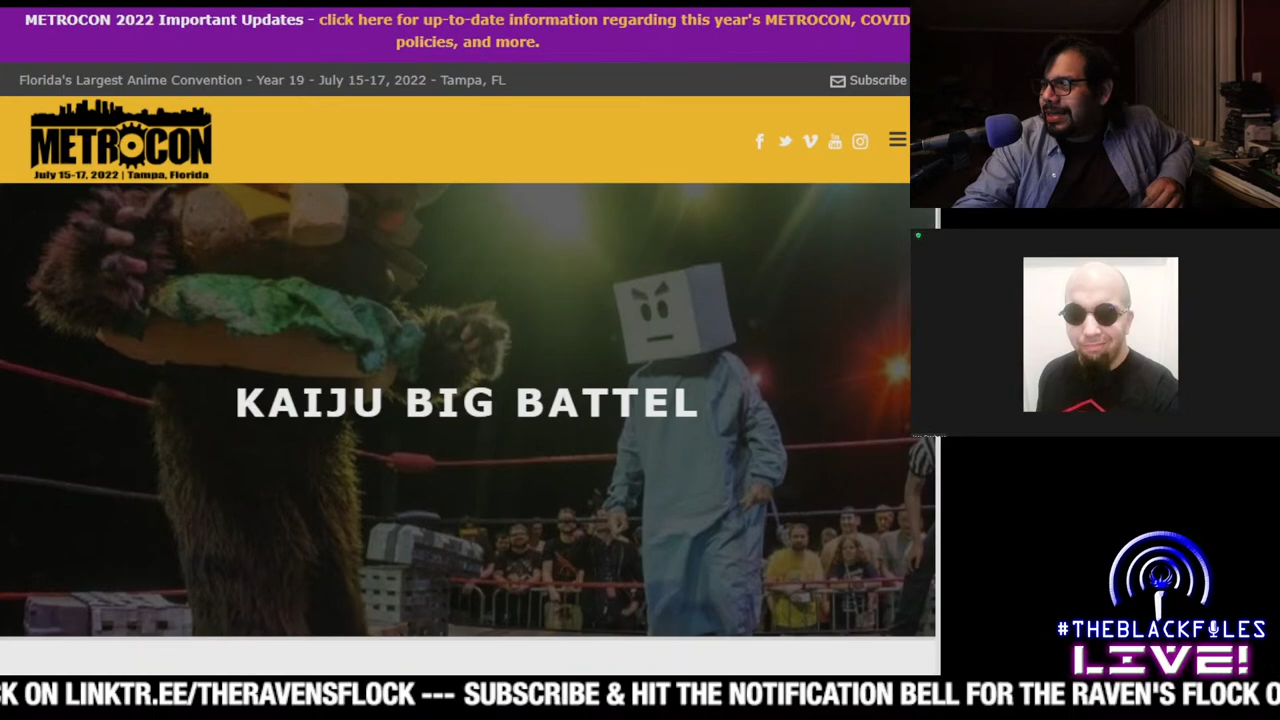 METROCON 2022 Important Updates - click here for up-to-date information regarding this year's METROCON, COVID
policies, and more.
Florida's Largest Anime Convention - Year 19 - July 15-17, 2022 - Tampa, FL
Subscribe
METROCON
July 15-17, 2022 | Tampa, Florida
KAIJU BIG BATTEL
#THEBLACKFILES
LIVE!
CK ON LINKTR.EE/THERAVENSFLOCK --- SUBSCRIBE & HIT THE NOTIFICATION BELL FOR THE RAVEN'S FLOCK O